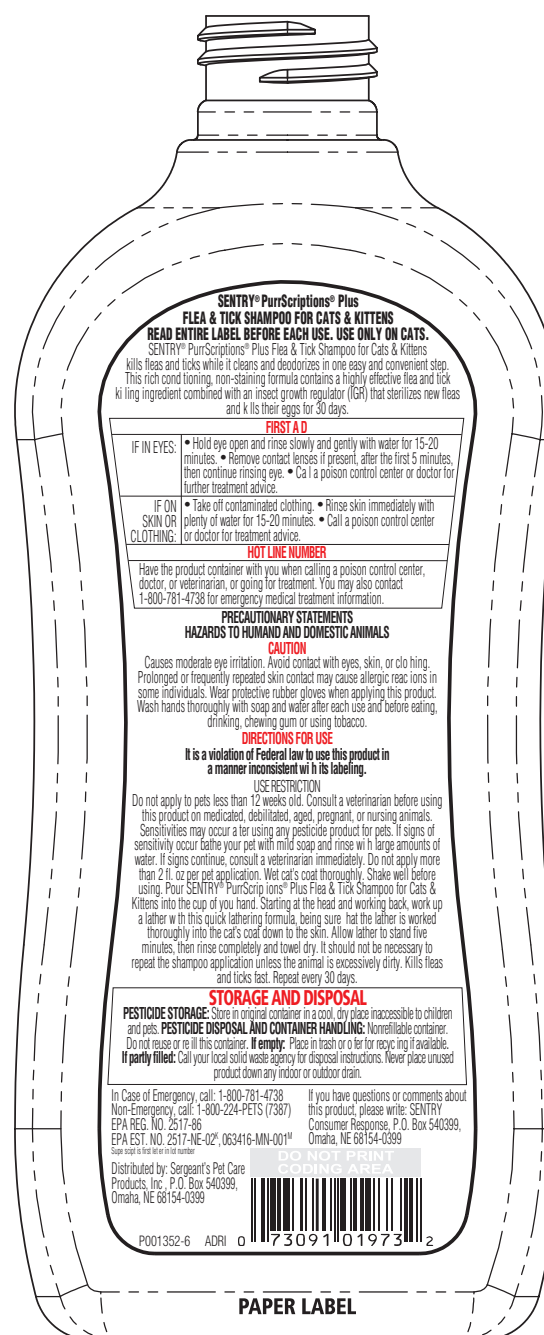 SENTRY® PurrScriptions® Plus
FLEA & TICK SHAMPOO FOR CATS & KITTENS
READ ENTIRE LABEL BEFORE EACH USE. USE ONLY ON CATS.
SENTRY® PurrScriptions® Plus Flea & Tick Shampoo for Cats & Kittens
kills fleas and ticks while it cleans and deodorizes in one easy and convenient step.
This rich cond tioning, non-staining formula contains a highly effective flea and tick
ki ling ingredient combined with an insect growth regulator (IGR) that sterilizes new fleas
and k lls their eggs for 30 days.
FIRST A D
IF IN EYES: • Hold eye open and rinse slowly and gently with water for 15-20
minutes. • Remove contact lenses if present, after the first 5 minutes,
then continue rinsing eye. • Ca l a poison control center or doctor for
further treatment advice.
IF ON • Take off contaminated clothing. • Rinse skin immediately with
SKIN OR plenty of water for 15-20 minutes. • Call a poison control center
CLOTHING: or doctor for treatment advice.
HOT LINE NUMBER
Have the product container with you when calling a poison control center,
doctor, or veterinarian, or going for treatment. You may also contact
1-800-781-4738 for emergency medical treatment information.
PRECAUTIONARY STATEMENTS
HAZARDS TO HUMAND AND DOMESTIC ANIMALS
CAUTION
Causes moderate eye irritation. Avoid contact with eyes, skin, or clo hing.
Prolonged or frequently repeated skin contact may cause allergic reac ions in
some individuals. Wear protective rubber gloves when applying this product.
Wash hands thoroughly with soap and water after each use and before eating,
drinking, chewing gum or using tobacco.
DIRECTIONS FOR USE
It is a violation of Federal law to use this product in
a manner inconsistent wi h its labeling.
USE RESTRICTION
Do not apply to pets less than 12 weeks old. Consult a veterinarian before using
this product on medicated, debilitated, aged, pregnant, or nursing animals.
Sensitivities may occur a ter using any pesticide product for pets. If signs of
sensitivity occur bathe your pet with mild soap and rinse wi h large amounts of
water. If signs continue, consult a veterinarian immediately. Do not apply more
than 2 fl. oz per pet application. Wet cat's coat thoroughly. Shake well before
using. Pour SENTRY® PurrScrip ions® Plus Flea & Tick Shampoo for Cats &
Kittens into the cup of you hand. Starting at the head and working back, work up
a lather w th this quick lathering formula, being sure hat the lather is worked
thoroughly into the cat's coat down to the skin. Allow lather to stand five
minutes, then rinse completely and towel dry. It should not be necessary to
repeat the shampoo application unless the animal is excessively dirty. Kills fleas
and ticks fast. Repeat every 30 days.
STORAGE AND DISPOSAL
PESTICIDE STORAGE: Store in original container in a cool, dry place inaccessible to children
and pets. PESTICIDE DISPOSAL AND CONTAINER HANDLING: Nonrefillable container.
Do not reuse or re ill this container. If empty: Place in trash or o fer for recyc ing if available.
If partly filled: Call your local solid waste agency for disposal instructions. Never place unused
product down any indoor or outdoor drain.
In Case of Emergency, call: 1-800-781-4738
Non-Emergency, call: 1-800-224-PETS (7387)
EPA REG. NO. 2517-86
EPA EST. NO. 2517-NE-02ᴷ, 063416-MN-001ᴹ
Supe scipt is first let er in lot number
Distributed by: Sergeant's Pet Care
Products, Inc , P.O. Box 540399,
Omaha, NE 68154-0399
If you have questions or comments about
this product, please write: SENTRY
Consumer Response, P.O. Box 540399,
Omaha, NE 68154-0399
DO NOT PRINT
CODING AREA
P001352-6 ADRI 0 73091 01973 2
PAPER LABEL